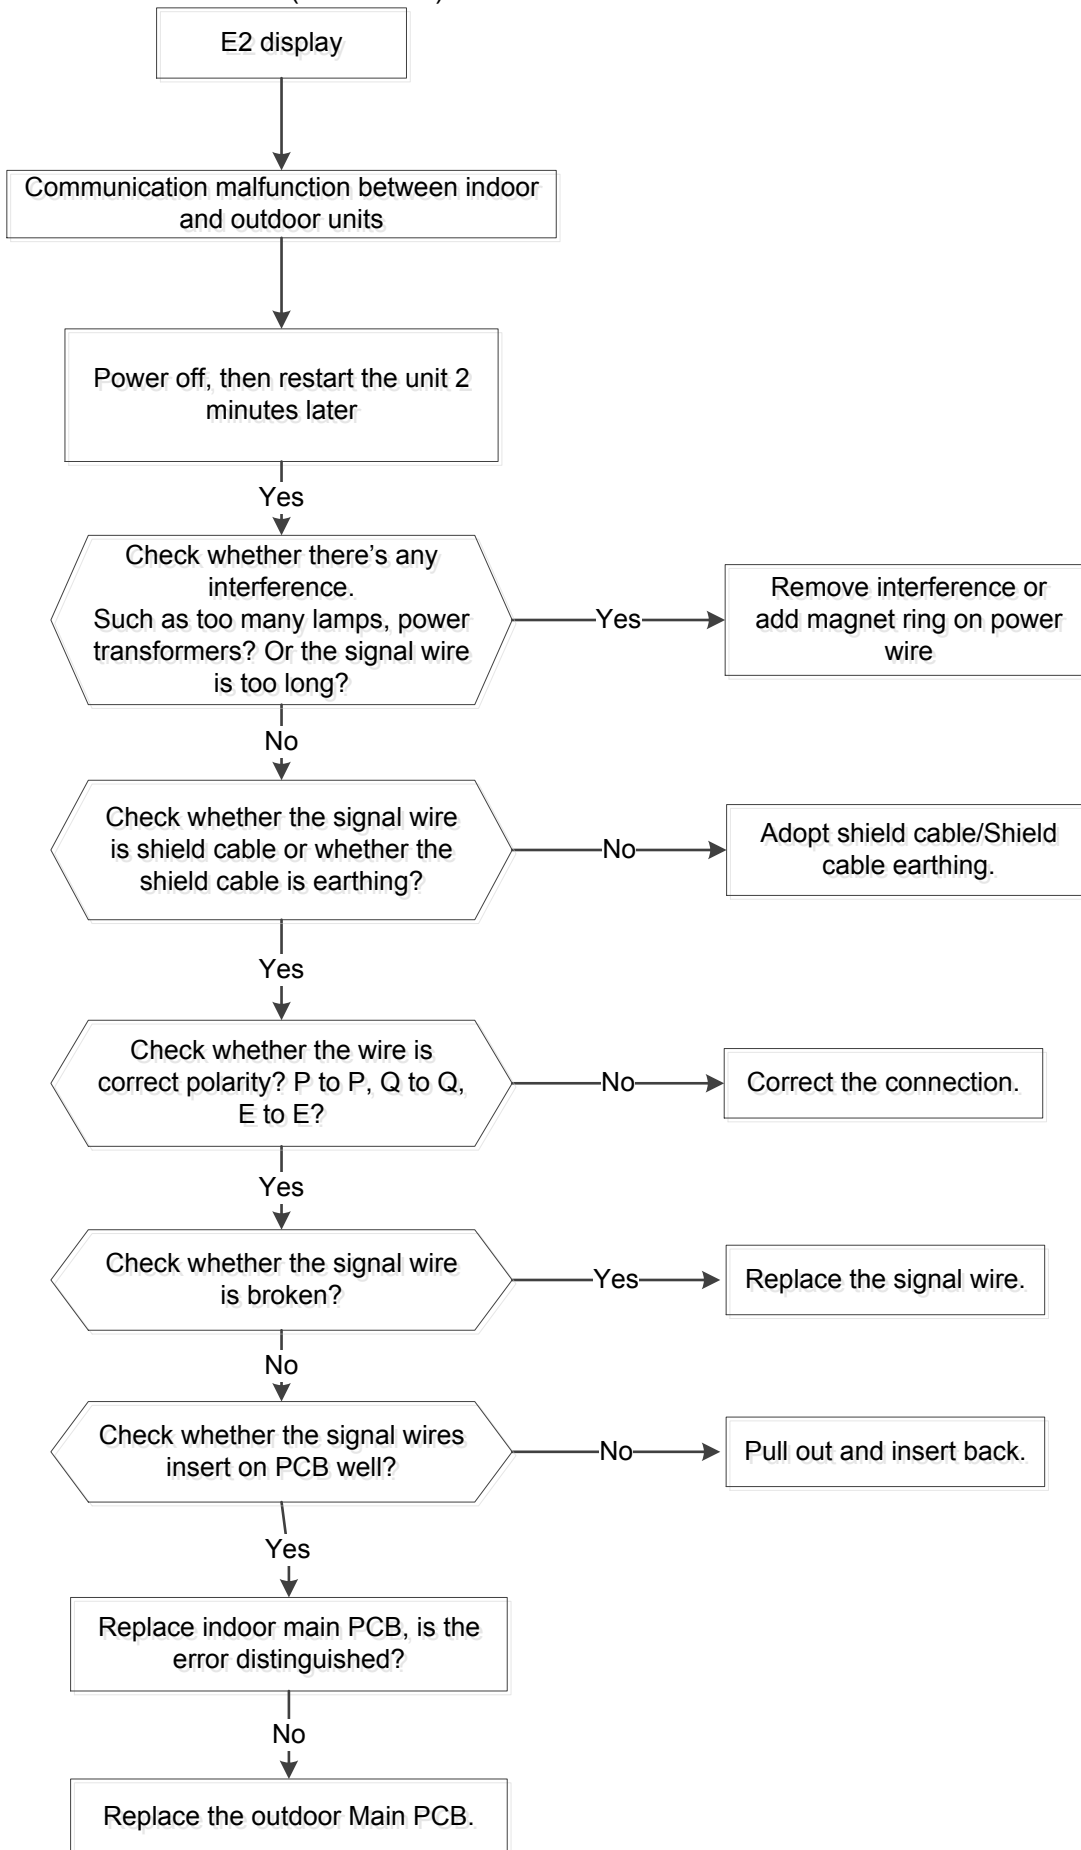 E2 display
Communication malfunction between indoor
and outdoor units
Power off, then restart the unit 2
minutes later
Yes
Check whether there’s any
interference.
Such as too many lamps, power
transformers? Or the signal wire
is too long?
Yes
Remove interference or
add magnet ring on power
wire
No
Check whether the signal wire
is shield cable or whether the
shield cable is earthing?
No
Adopt shield cable/Shield
cable earthing.
Yes
Check whether the wire is
correct polarity? P to P, Q to Q,
E to E?
No
Correct the connection.
Yes
Check whether the signal wire
is broken?
Yes
Replace the signal wire.
No
Check whether the signal wires
insert on PCB well?
No
Pull out and insert back.
Yes
Replace indoor main PCB, is the
error distinguished?
No
Replace the outdoor Main PCB.